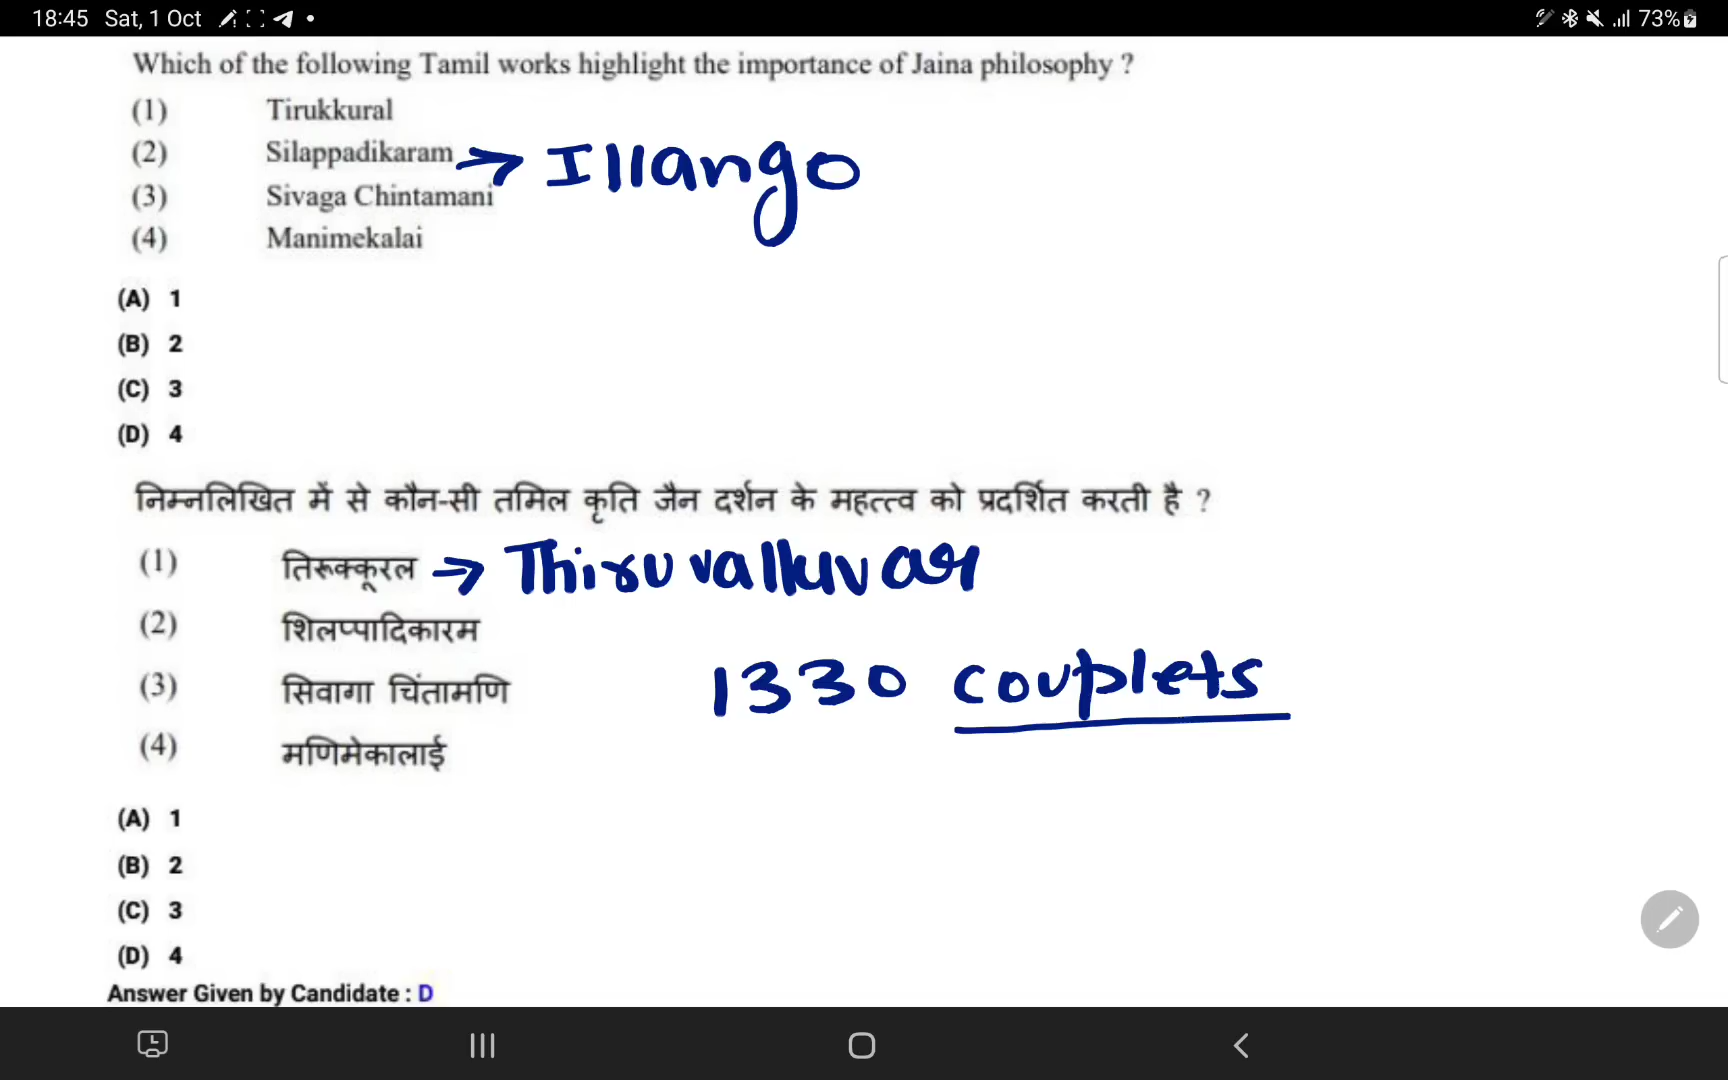 18:45 Sat, 1 Oct
73%
Which of the following Tamil works highlight the importance of Jaina philosophy ?
(1) Tirukkural
(2) Silappadikaram → Illango
(3) Sivaga Chintamani
(4) Manimekalai
(A) 1
(B) 2
(C) 3
(D) 4
निम्नलिखित में से कौन-सी तमिल कृति जैन दर्शन के महत्त्व को प्रदर्शित करती है ?
(1) तिरूक्कूरल → Thiruvalluvar
(2) शिलप्पादिकारम
1330 couplets
(3) सिवागा चिंतामणि
(4) मणिमेकालाई
(A) 1
(B) 2
(C) 3
(D) 4
Answer Given by Candidate : D